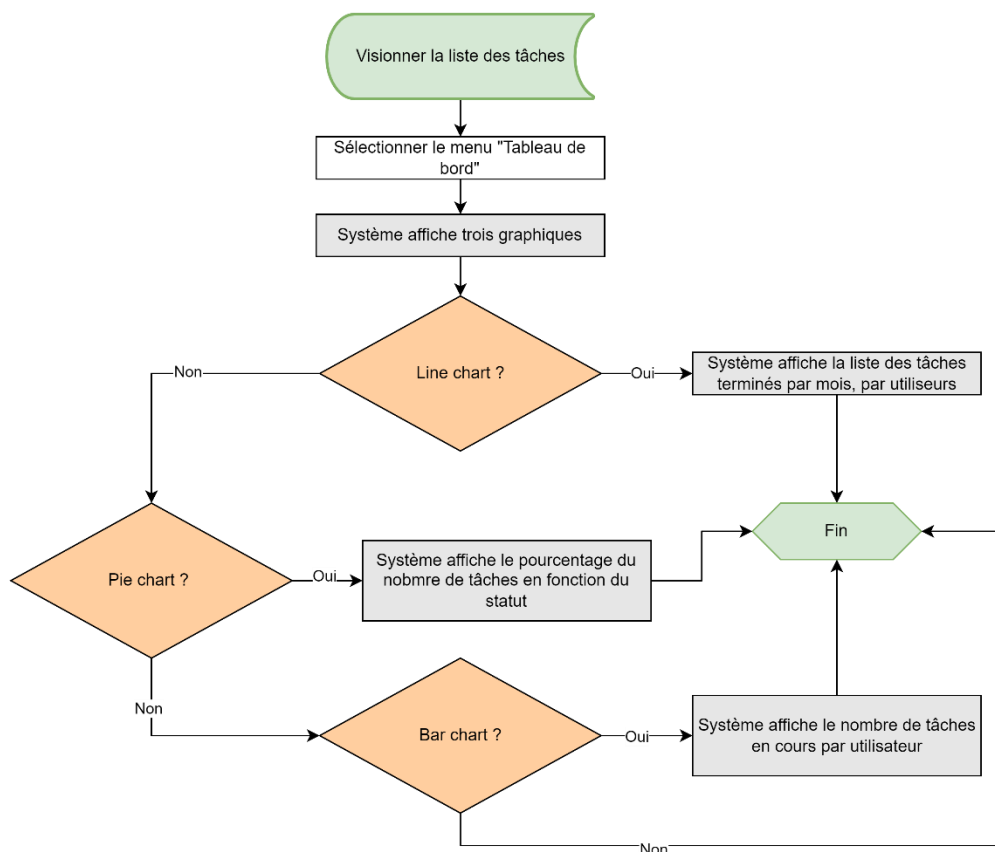 Visionner la liste des tâches
Sélectionner le menu "Tableau de
bord"
Système affiche trois graphiques
Line chart ?
Non
Oui
Système affiche la liste des tâches
terminés par mois, par utiliseurs
Fin
Pie chart ?
Oui
Système affiche le pourcentage du
nobmre de tâches en fonction du
statut
Non
Bar chart ?
Oui
Système affiche le nombre de tâches
en cours par utilisateur
Non